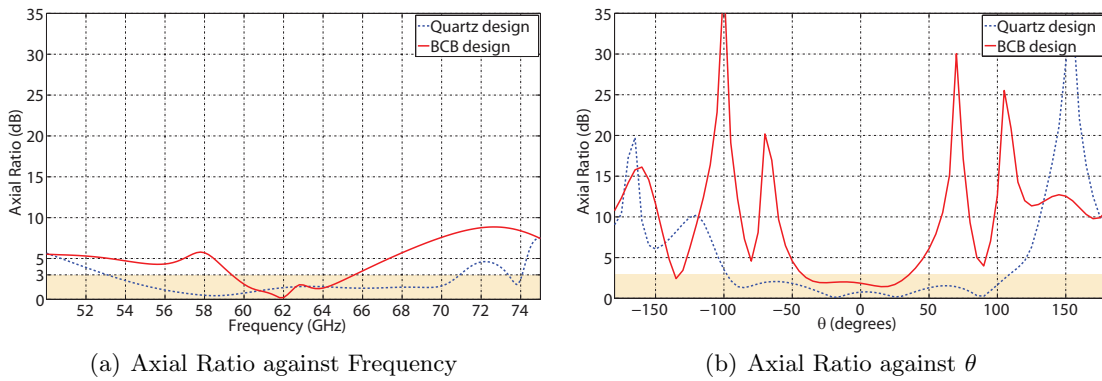 35
30
25
20
15
10
5
3
0
Axial Ratio (dB)
52 54 56 58 60 62 64 66 68 70 72 74
Frequency (GHz)
Quartz design
BCB design
(a) Axial Ratio against Frequency
35
30
25
20
15
10
5
3
0
Axial Ratio (dB)
−150 −100 −50 0 50 100 150
θ (degrees)
Quartz design
BCB design
(b) Axial Ratio against θ